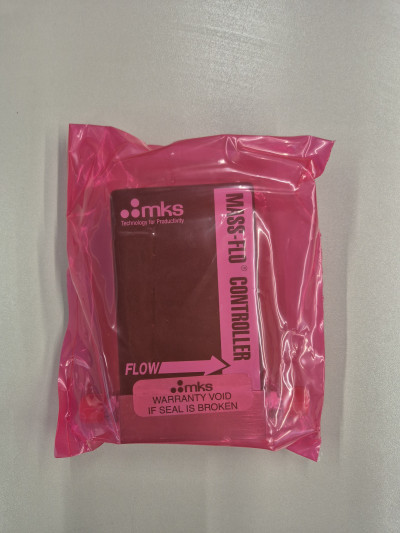 mks
Technology for Productivity
MASS-FLO® CONTROLLER
FLOW
mks
WARRANTY VOID
IF SEAL IS BROKEN